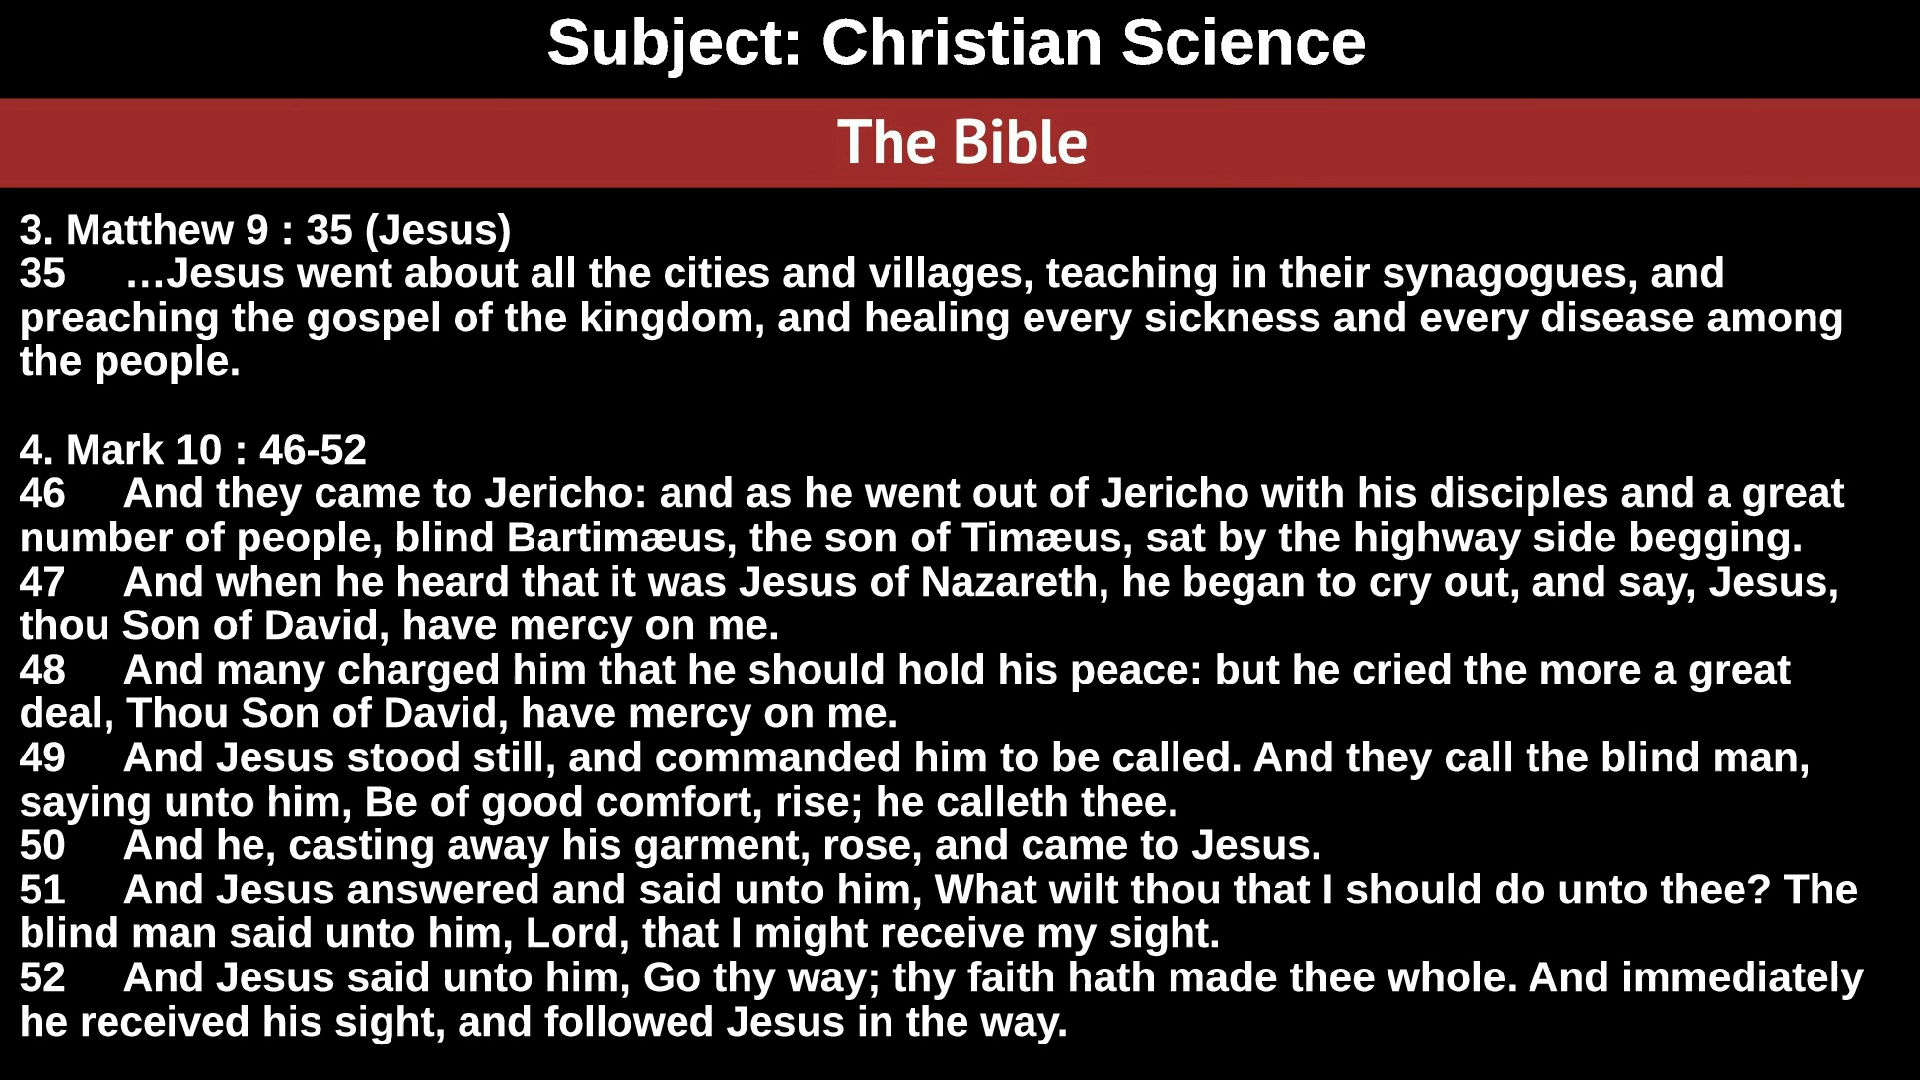 Subject: Christian Science
The Bible
3. Matthew 9 : 35 (Jesus)
35 …Jesus went about all the cities and villages, teaching in their synagogues, and
preaching the gospel of the kingdom, and healing every sickness and every disease among
the people.
4. Mark 10 : 46-52
46 And they came to Jericho: and as he went out of Jericho with his disciples and a great
number of people, blind Bartimæus, the son of Timæus, sat by the highway side begging.
47 And when he heard that it was Jesus of Nazareth, he began to cry out, and say, Jesus,
thou Son of David, have mercy on me.
48 And many charged him that he should hold his peace: but he cried the more a great
deal, Thou Son of David, have mercy on me.
49 And Jesus stood still, and commanded him to be called. And they call the blind man,
saying unto him, Be of good comfort, rise; he calleth thee.
50 And he, casting away his garment, rose, and came to Jesus.
51 And Jesus answered and said unto him, What wilt thou that I should do unto thee? The
blind man said unto him, Lord, that I might receive my sight.
52 And Jesus said unto him, Go thy way; thy faith hath made thee whole. And immediately
he received his sight, and followed Jesus in the way.